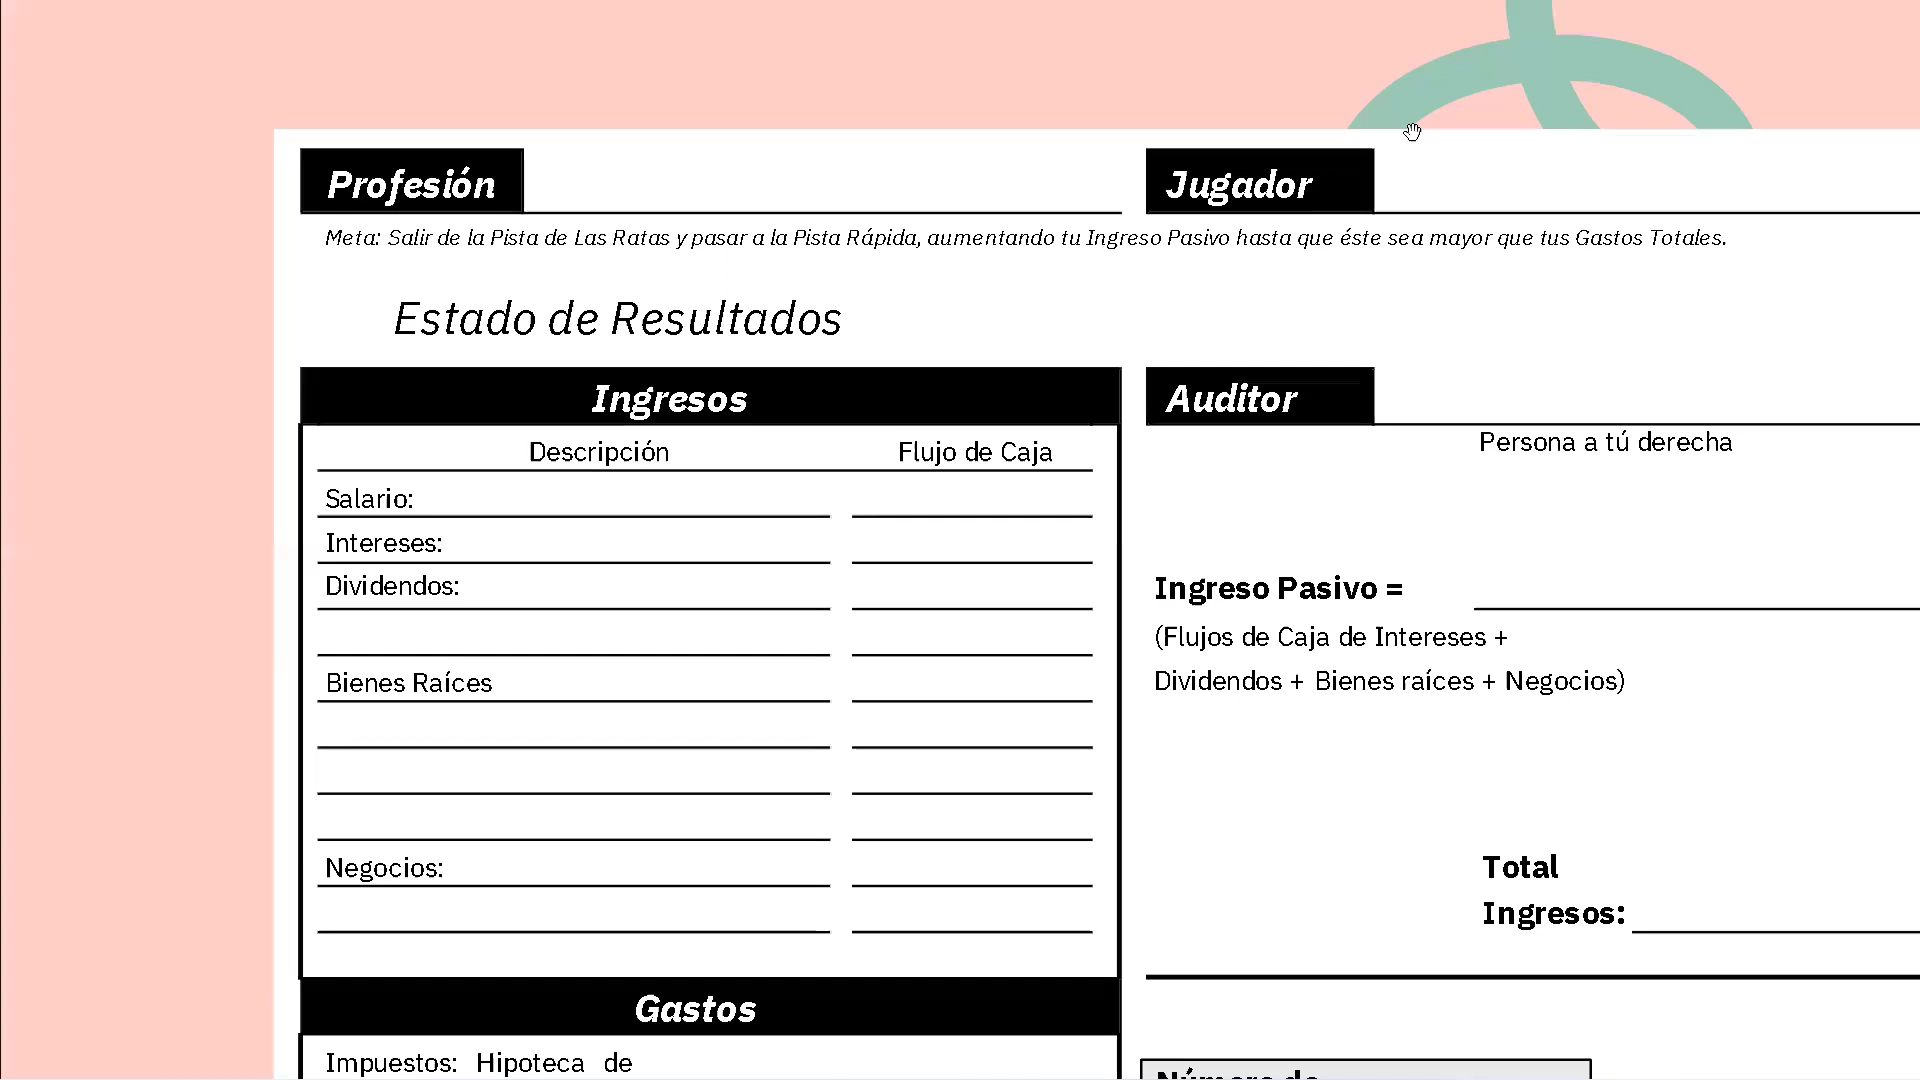 Profesión
Jugador
Meta: Salir de la Pista de Las Ratas y pasar a la Pista Rápida, aumentando tu Ingreso Pasivo hasta que éste sea mayor que tus Gastos Totales.
Estado de Resultados
Ingresos
Descripción Flujo de Caja
Salario:
Intereses:
Dividendos:
Bienes Raíces
Negocios:
Auditor
Persona a tú derecha
Ingreso Pasivo =
(Flujos de Caja de Intereses +
Dividendos + Bienes raíces + Negocios)
Total
Ingresos:
Gastos
Impuestos: Hipoteca de
Número de